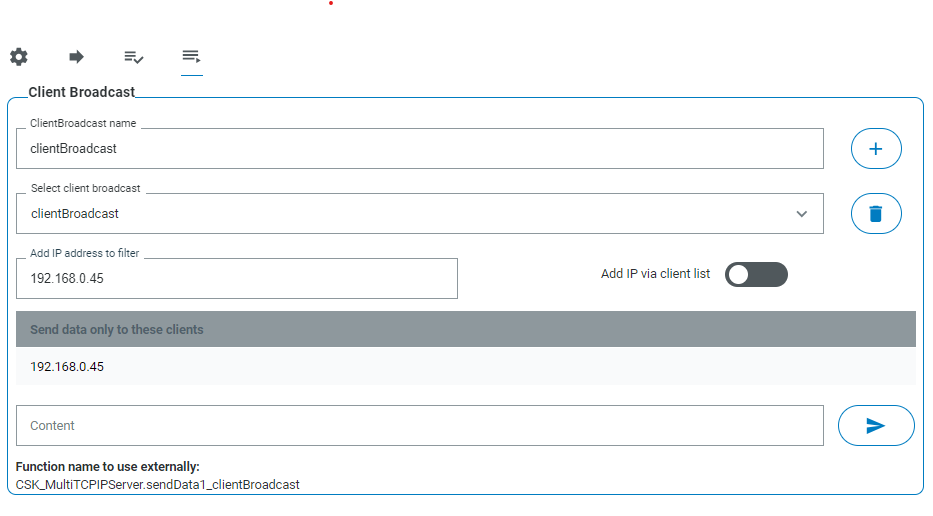 Client Broadcast
ClientBroadcast name
clientBroadcast
Select client broadcast
clientBroadcast
Add IP address to filter
192.168.0.45
Add IP via client list
Send data only to these clients
192.168.0.45
Content
Function name to use externally:
CSK_MultiTCPIPServer.sendData1_clientBroadcast